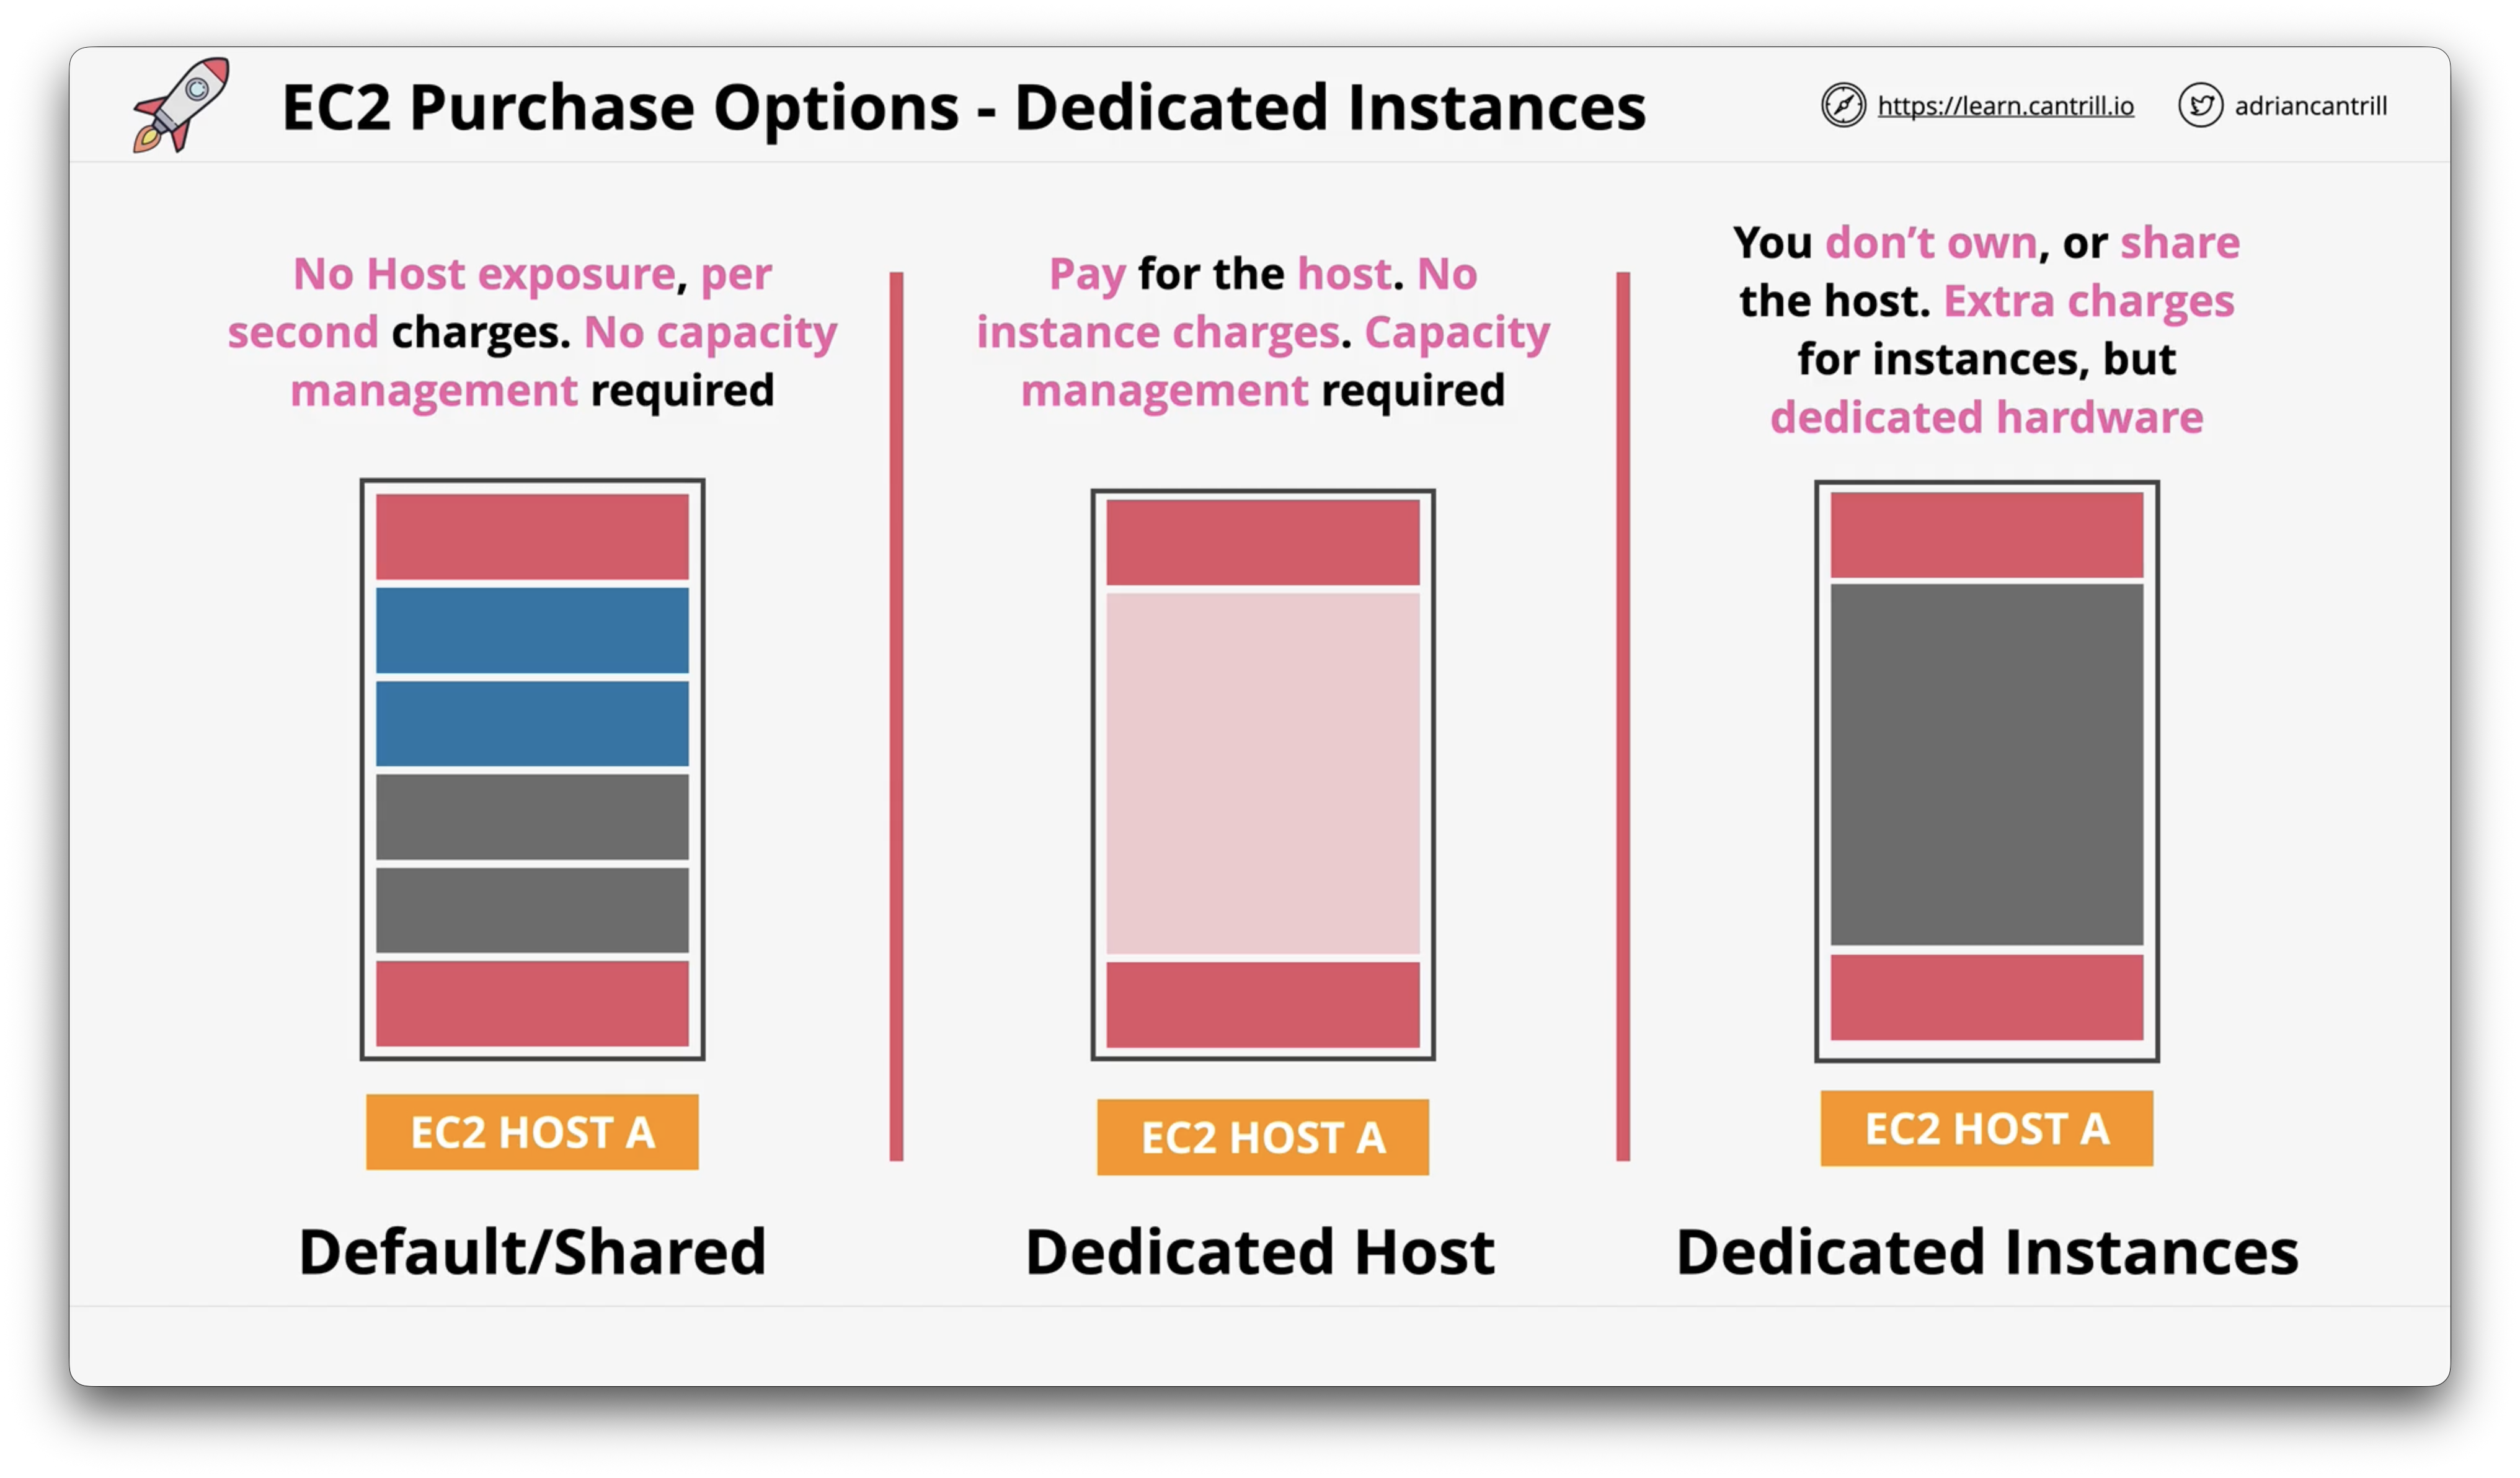 EC2 Purchase Options - Dedicated Instances
https://learn.cantrill.io
adriancantrill
No Host exposure, per
second charges. No capacity
management required
EC2 HOST A
Default/Shared
Pay for the host. No
instance charges. Capacity
management required
EC2 HOST A
Dedicated Host
You don’t own, or share
the host. Extra charges
for instances, but
dedicated hardware
EC2 HOST A
Dedicated Instances